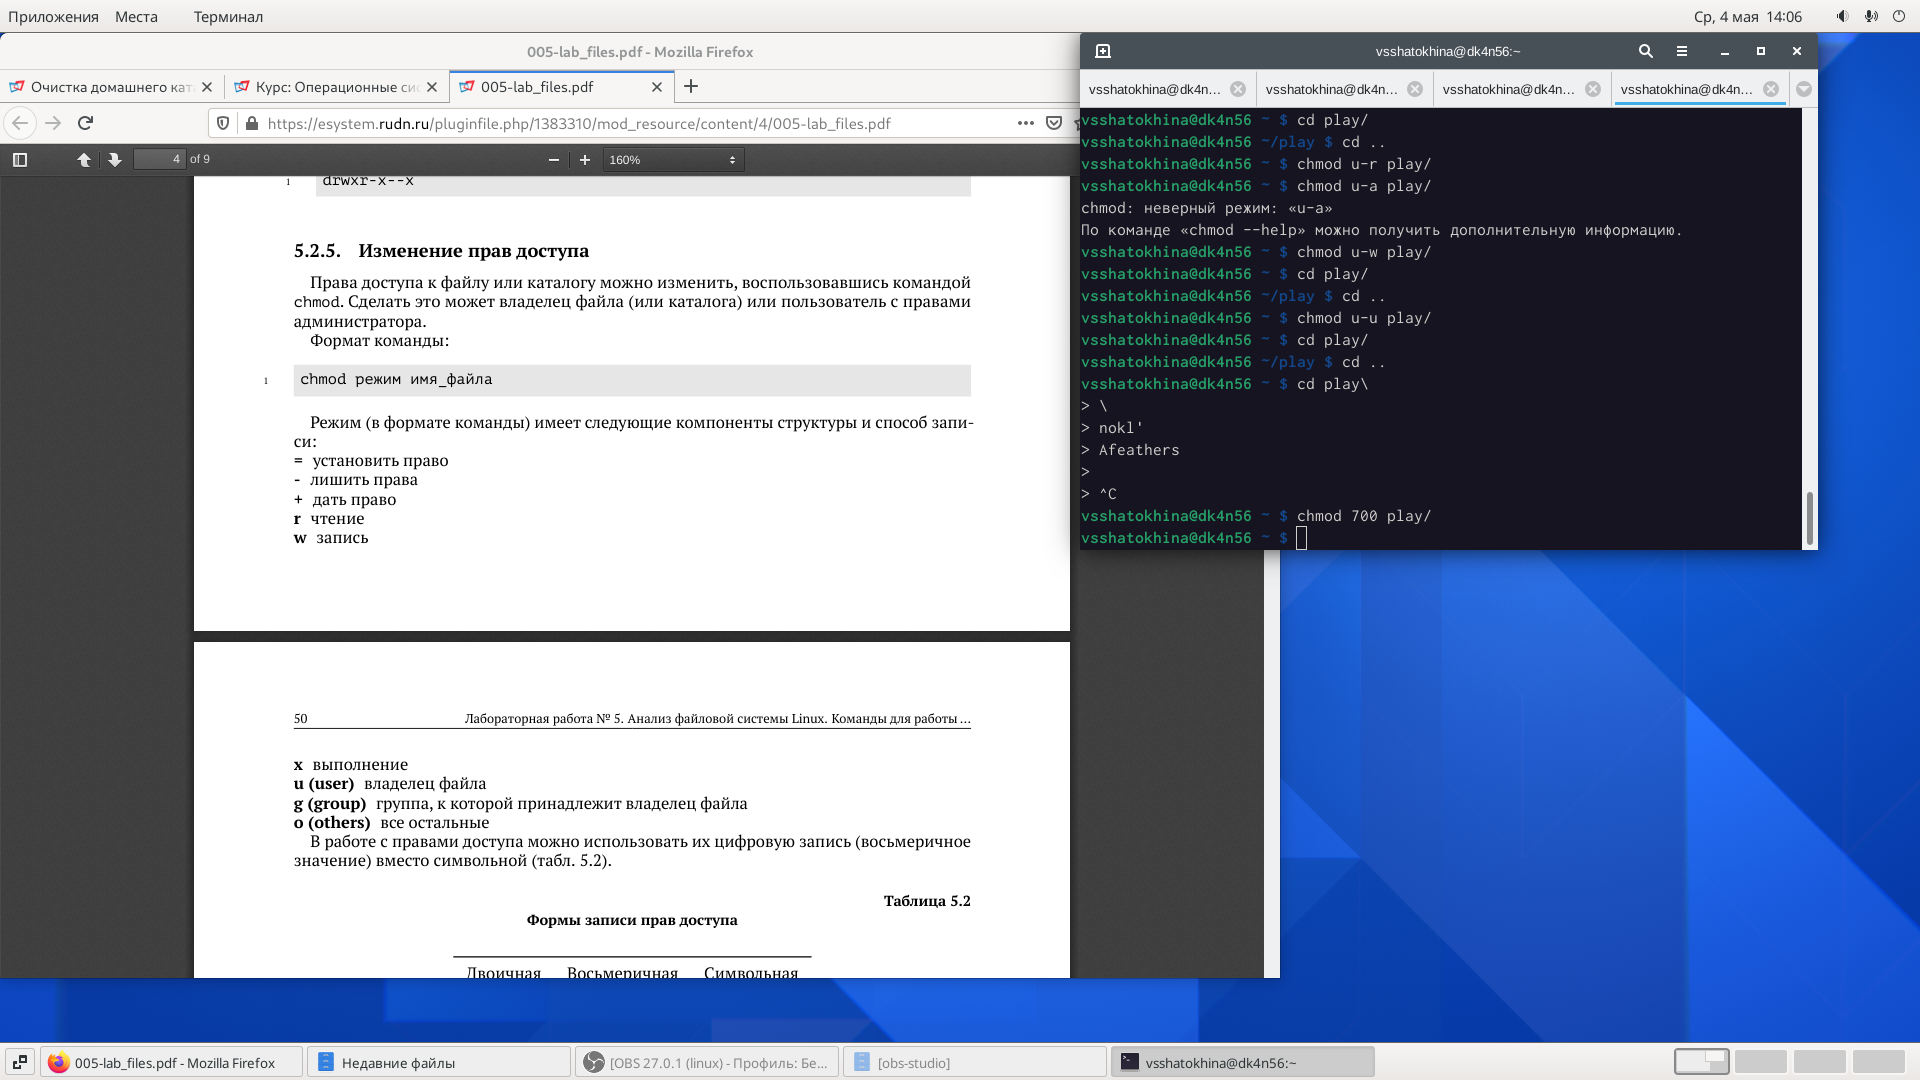 Приложения Места Терминал Ср, 4 мая 14:06
005-lab_files.pdf - Mozilla Firefox
Очистка домашнего кат
Курс: Операционные сис
005-lab_files.pdf
https://esystem.rudn.ru/pluginfile.php/1383310/mod_resource/content/4/005-lab_files.pdf
4 of 9
160%
1 drwxr-x--x
5.2.5. Изменение прав доступа
Права доступа к файлу или каталогу можно изменить, воспользовавшись командой
chmod. Сделать это может владелец файла (или каталога) или пользователь с правами
администратора.
Формат команды:
1 chmod режим имя_файла
Режим (в формате команды) имеет следующие компоненты структуры и способ запи-
си:
= установить право
- лишить права
+ дать право
r чтение
w запись
50 Лабораторная работа № 5. Анализ файловой системы Linux. Команды для работы ...
x выполнение
u (user) владелец файла
g (group) группа, к которой принадлежит владелец файла
o (others) все остальные
В работе с правами доступа можно использовать их цифровую запись (восьмеричное
значение) вместо символьной (табл. 5.2).
Таблица 5.2
Формы записи прав доступа
Двоичная Восьмеричная Символьная
vsshatokhina@dk4n56:~
vsshatokhina@dk4n... vsshatokhina@dk4n... vsshatokhina@dk4n... vsshatokhina@dk4n...
vsshatokhina@dk4n56 ~ $ cd play/
vsshatokhina@dk4n56 ~/play $ cd ..
vsshatokhina@dk4n56 ~ $ chmod u-r play/
vsshatokhina@dk4n56 ~ $ chmod u-a play/
chmod: неверный режим: «u-a»
По команде «chmod --help» можно получить дополнительную информацию.
vsshatokhina@dk4n56 ~ $ chmod u-w play/
vsshatokhina@dk4n56 ~ $ cd play/
vsshatokhina@dk4n56 ~/play $ cd ..
vsshatokhina@dk4n56 ~ $ chmod u-u play/
vsshatokhina@dk4n56 ~ $ cd play/
vsshatokhina@dk4n56 ~/play $ cd ..
vsshatokhina@dk4n56 ~ $ cd play\
> \
> nokl'
> Afeathers
>
> ^C
vsshatokhina@dk4n56 ~ $ chmod 700 play/
vsshatokhina@dk4n56 ~ $
005-lab_files.pdf - Mozilla Firefox
Недавние файлы
[OBS 27.0.1 (linux) - Профиль: Бе...
[obs-studio]
vsshatokhina@dk4n56:~